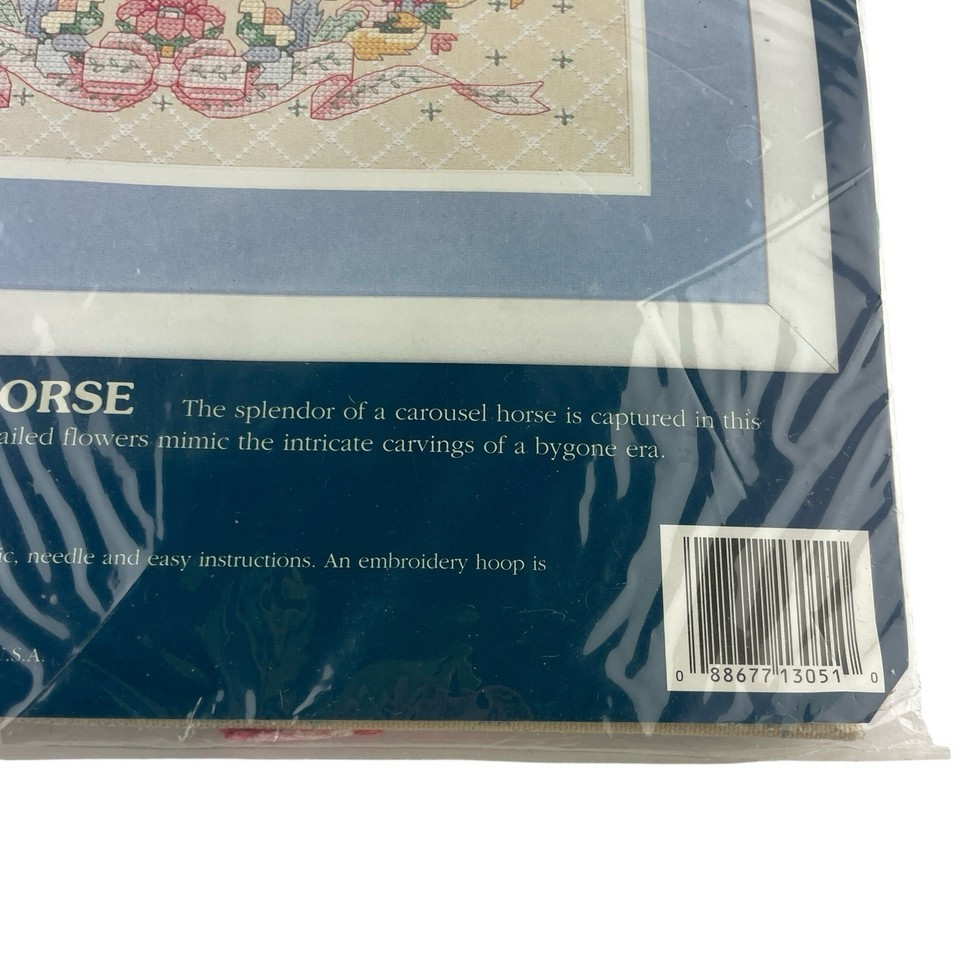 ORSE The splendor of a carousel horse is captured in this
ailed flowers mimic the intricate carvings of a bygone era.
ic, needle and easy instructions. An embroidery hoop is
U.S.A.
0 88677 13051 0